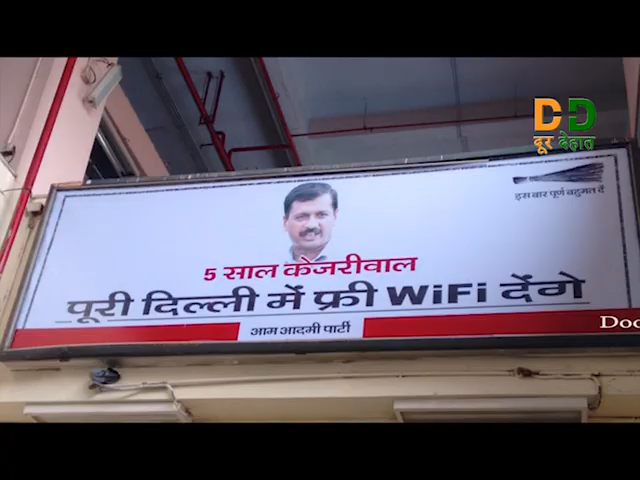 DD
दूर देहात
इस बार पूर्ण बहुमत दें
5 साल केजरीवाल
पूरी दिल्ली में फ्री WiFi देंगे
आम आदमी पार्टी
Doo